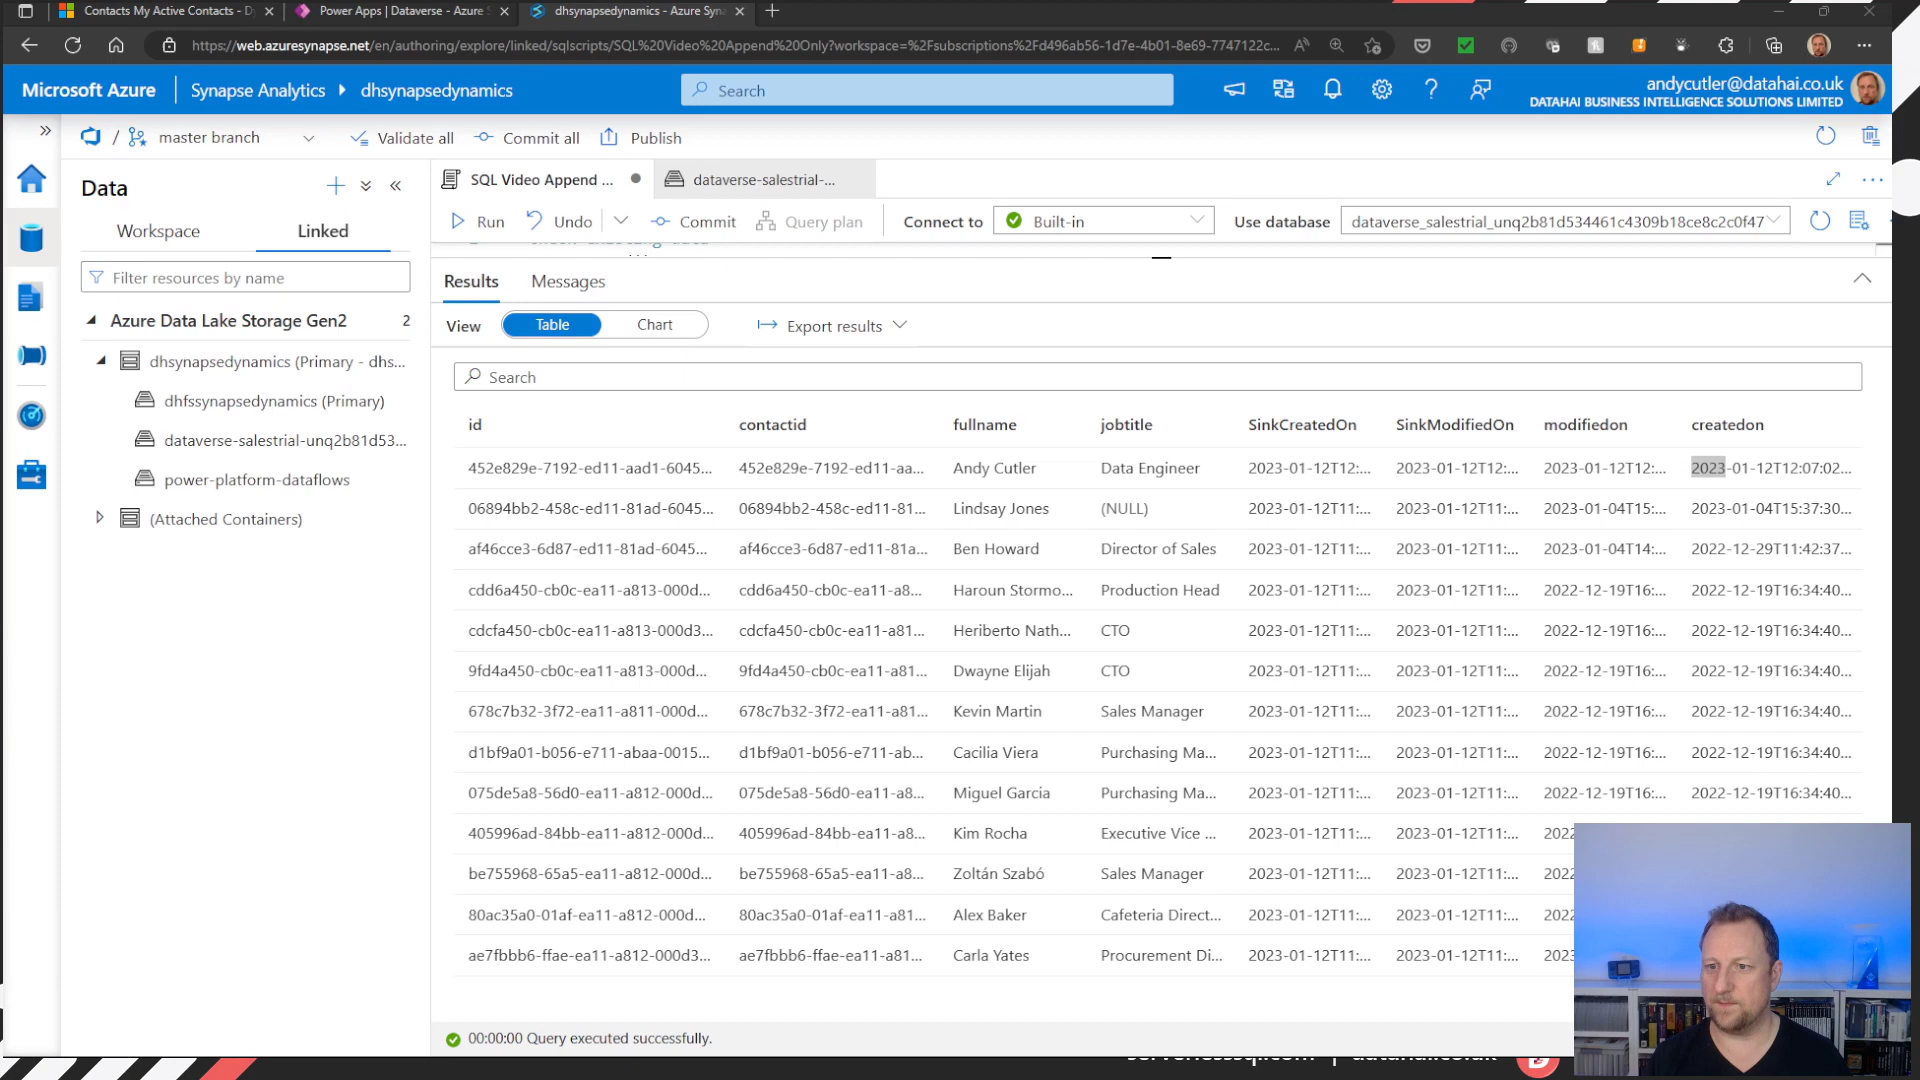 Contacts My Active Contacts - D
Power Apps | Dataverse - Azure S
dhsynapsedynamics - Azure Syna
https://web.azuresynapse.net/en/authoring/explore/linked/sqlscripts/SQL%20Video%20Append%20Only?workspace=%2Fsubscriptions%2Fd496ab56-1d7e-4b01-8e69-7747122c...
Microsoft Azure
Synapse Analytics
dhsynapsedynamics
Search
andycutler@datahai.co.uk
DATAHAI BUSINESS INTELLIGENCE SOLUTIONS LIMITED
/ master branch
Validate all
Commit all
Publish
Data
SQL Video Append ...
dataverse-salestrial-...
Workspace
Linked
Run
Undo
Commit
Query plan
Connect to
Built-in
Use database
dataverse_salestrial_unq2b81d534461c4309b18ce8c2c0f47
Filter resources by name
Results
Messages
Azure Data Lake Storage Gen2 2
View
Table
Chart
Export results
dhsynapsedynamics (Primary - dhs...
dhfssynapsedynamics (Primary)
dataverse-salestrial-unq2b81d53...
power-platform-dataflows
(Attached Containers)
Search
id contactid fullname jobtitle SinkCreatedOn SinkModifiedOn modifiedon createdon
452e829e-7192-ed11-aad1-6045... 452e829e-7192-ed11-aa... Andy Cutler Data Engineer 2023-01-12T12:... 2023-01-12T12:... 2023-01-12T12:... 2023-01-12T12:07:02...
06894bb2-458c-ed11-81ad-6045... 06894bb2-458c-ed11-81... Lindsay Jones (NULL) 2023-01-12T11:... 2023-01-12T11:... 2023-01-04T15:... 2023-01-04T15:37:30...
af46cce3-6d87-ed11-81ad-6045... af46cce3-6d87-ed11-81a... Ben Howard Director of Sales 2023-01-12T11:... 2023-01-12T11:... 2023-01-04T14:... 2022-12-29T11:42:37...
cdd6a450-cb0c-ea11-a813-000d... cdd6a450-cb0c-ea11-a8... Haroun Stormo... Production Head 2023-01-12T11:... 2023-01-12T11:... 2022-12-19T16:... 2022-12-19T16:34:40...
cdcfa450-cb0c-ea11-a813-000d3... cdcfa450-cb0c-ea11-a81... Heriberto Nath... CTO 2023-01-12T11:... 2023-01-12T11:... 2022-12-19T16:... 2022-12-19T16:34:40...
9fd4a450-cb0c-ea11-a813-000d... 9fd4a450-cb0c-ea11-a81... Dwayne Elijah CTO 2023-01-12T11:... 2023-01-12T11:... 2022-12-19T16:... 2022-12-19T16:34:40...
678c7b32-3f72-ea11-a811-000d... 678c7b32-3f72-ea11-a81... Kevin Martin Sales Manager 2023-01-12T11:... 2023-01-12T11:... 2022-12-19T16:... 2022-12-19T16:34:40...
d1bf9a01-b056-e711-abaa-0015... d1bf9a01-b056-e711-ab... Cacilia Viera Purchasing Ma... 2023-01-12T11:... 2023-01-12T11:... 2022-12-19T16:... 2022-12-19T16:34:40...
075de5a8-56d0-ea11-a812-000d... 075de5a8-56d0-ea11-a8... Miguel Garcia Purchasing Ma... 2023-01-12T11:... 2023-01-12T11:... 2022-12-19T16:... 2022-12-19T16:34:40...
405996ad-84bb-ea11-a812-000d... 405996ad-84bb-ea11-a8... Kim Rocha Executive Vice ... 2023-01-12T11:... 2023-01-12T11:... 2022
be755968-65a5-ea11-a812-000d... be755968-65a5-ea11-a8... Zoltán Szabó Sales Manager 2023-01-12T11:... 2023-01-12T11:... 2022
80ac35a0-01af-ea11-a812-000d... 80ac35a0-01af-ea11-a81... Alex Baker Cafeteria Direct... 2023-01-12T11:... 2023-01-12T11:... 2022
ae7fbbb6-ffae-ea11-a812-000d3... ae7fbbb6-ffae-ea11-a81... Carla Yates Procurement Di... 2023-01-12T11:... 2023-01-12T11:...
00:00:00 Query executed successfully.